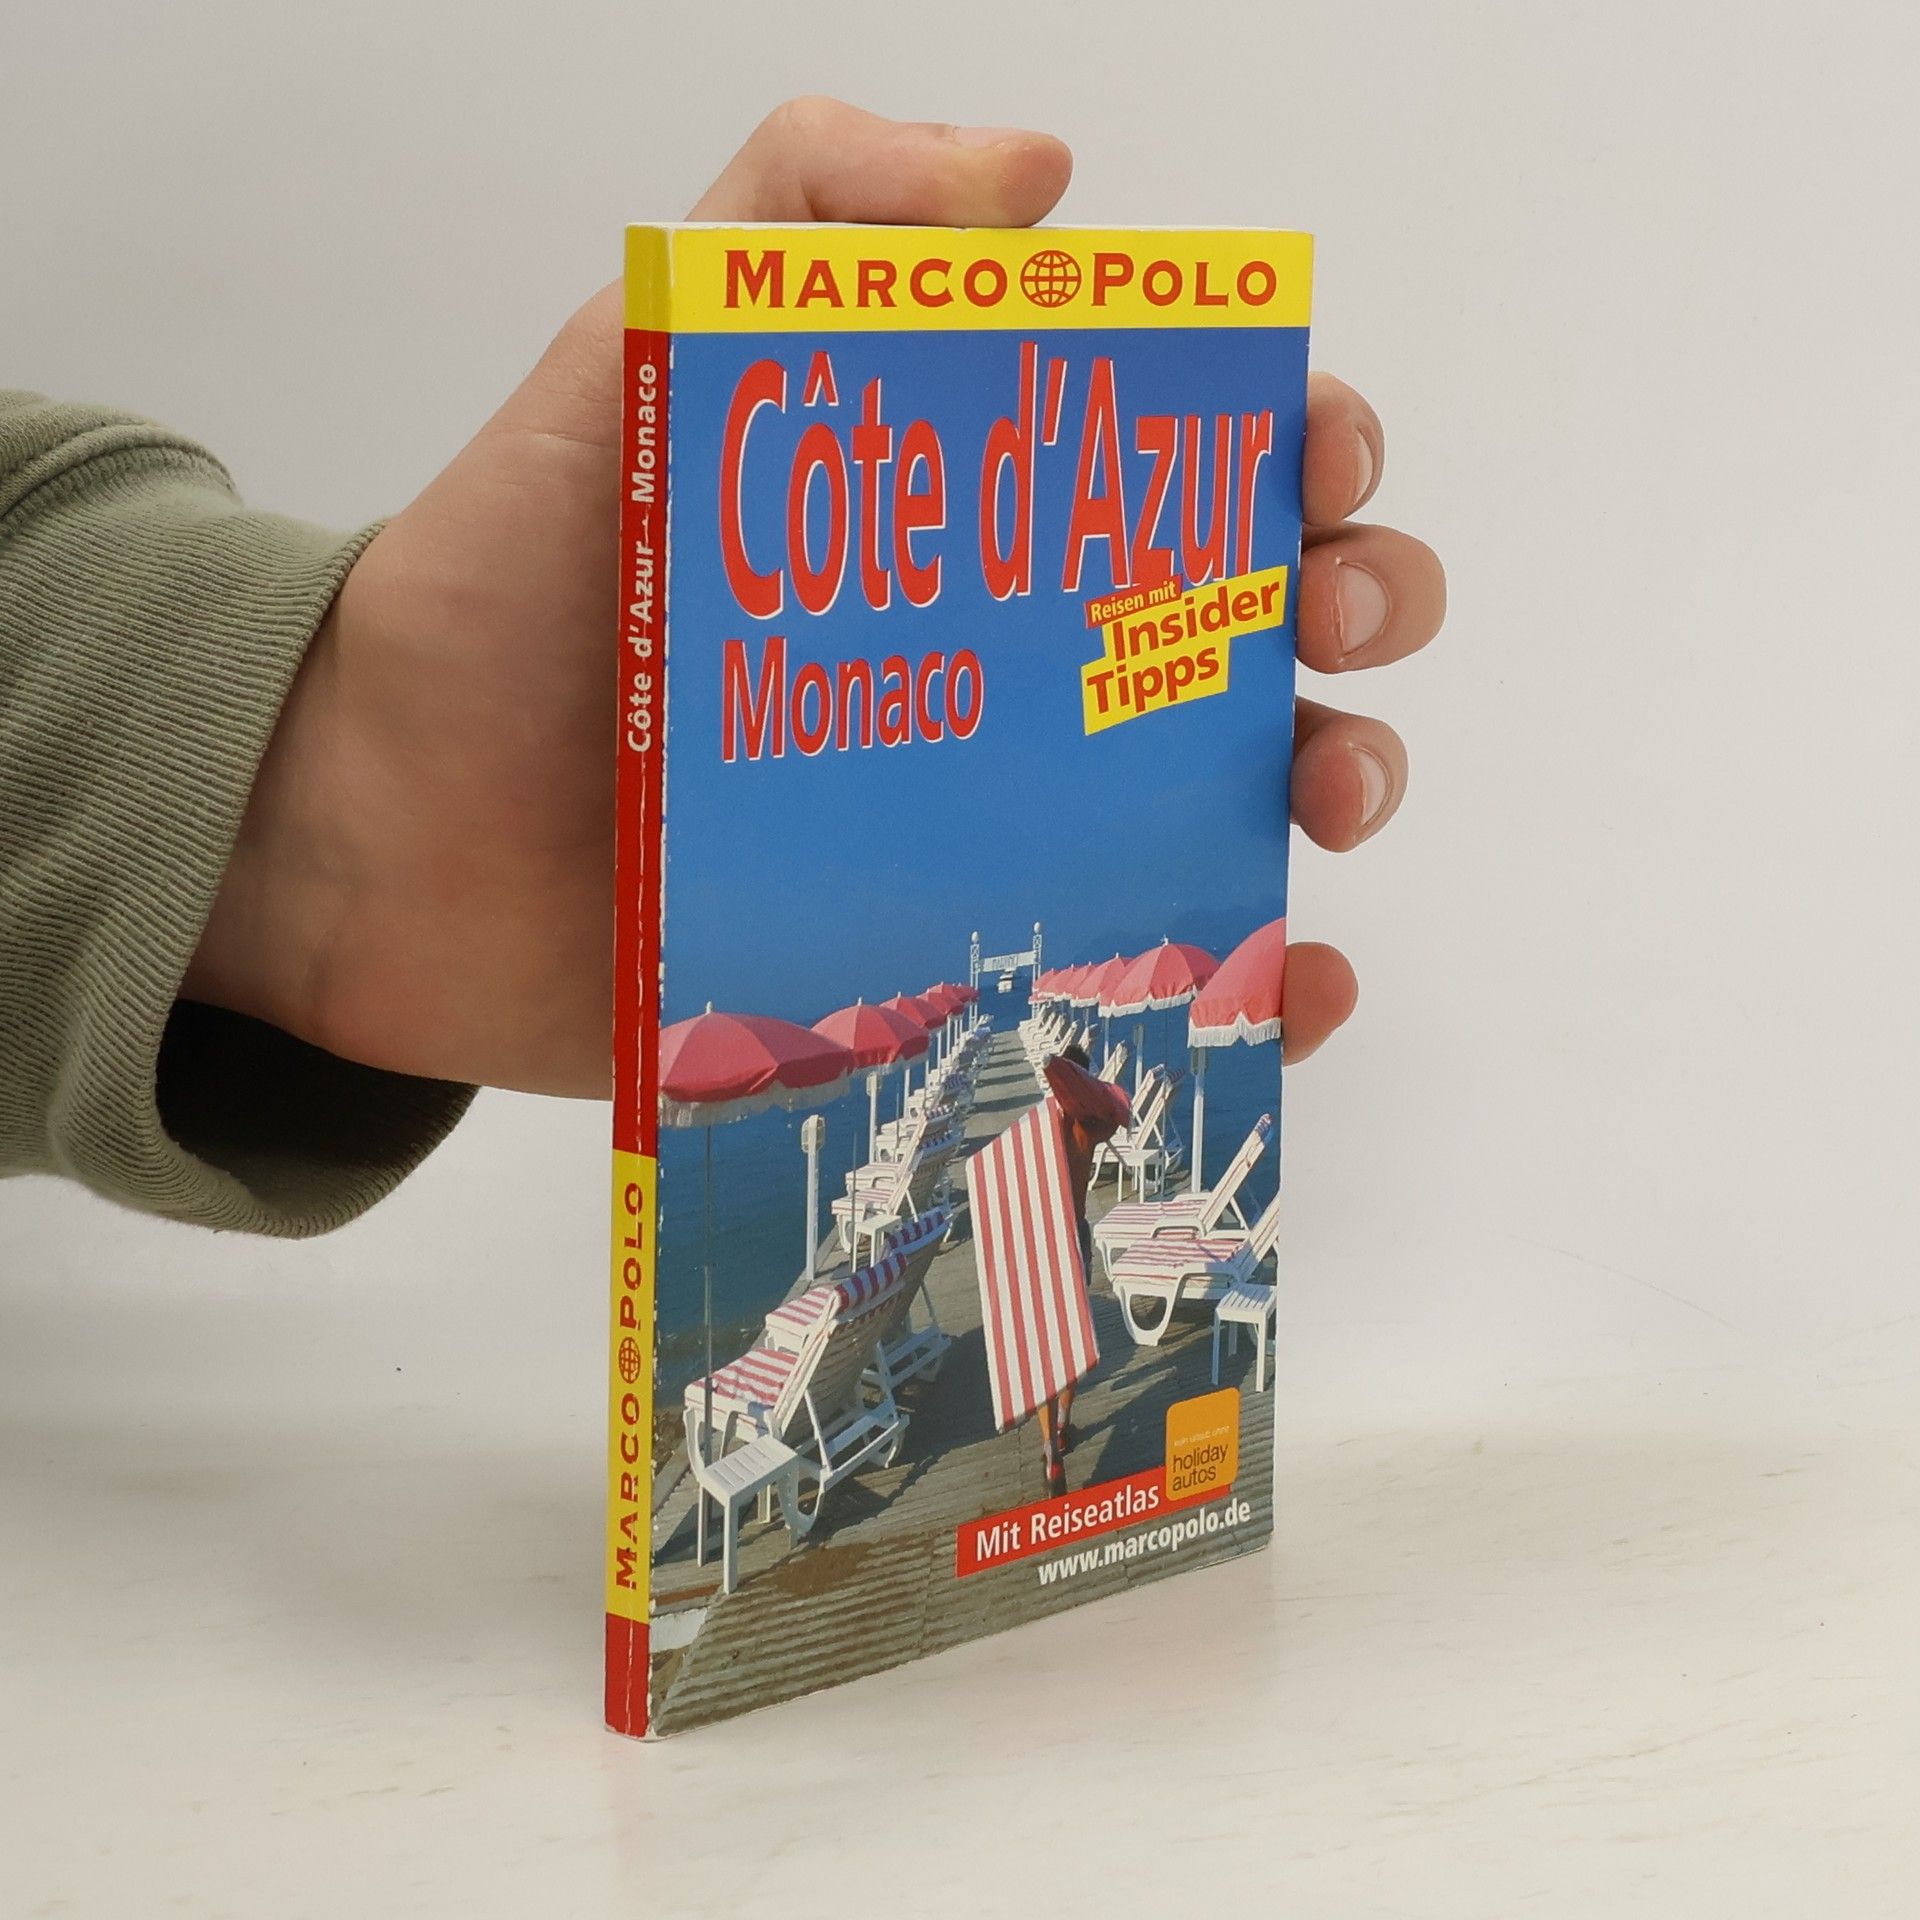 MARCO POLO
Côte d'Azur
Monaco
Reisen mit
Insider
Tipps
holiday
autos
Mit Reiseatlas
www.marcopolo.de
Côte d'Azur Monaco
MARCO POLO